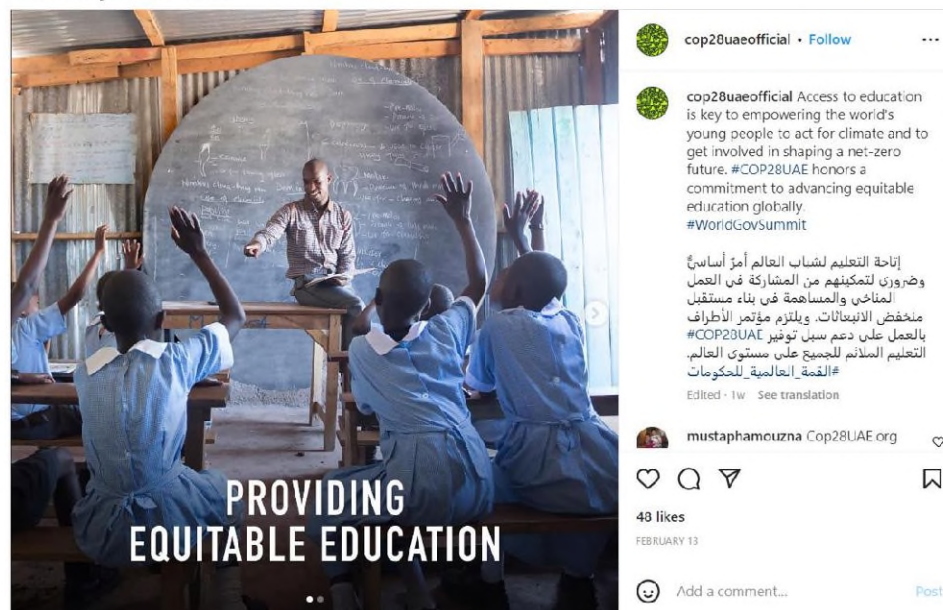 cop28uaeofficial • Follow
cop28uaeofficial Access to education
is key to empowering the world's
young people to act for climate and to
get involved in shaping a net-zero
future. #COP28UAE honors a
commitment to advancing equitable
education globally.
#WorldGovSummit
إتاحة التعليم لشباب العالم أمرٌ أساسيٌّ
وضروري لتمكينهم من المشاركة في العمل
المناخي والمساهمة في بناء مستقبل
منخفض الانبعاثات. ويلتزم مؤتمر الأطراف
#COP28UAE بالعمل على دعم سبل توفير
التعليم الملائم للجميع على مستوى العالم.
#القمة_العالمية_للحكومات
Edited · 1w See translation
mustaphamouzna Cop28UAE.org
48 likes
FEBRUARY 13
Add a comment...
Post
PROVIDING
EQUITABLE EDUCATION